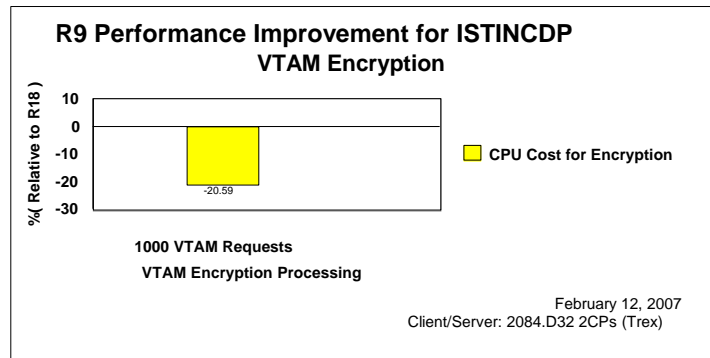 R9 Performance Improvement for ISTINCDP
VTAM Encryption
%( Relative to R18 )
10
0
-10
-20
-30
-20.59
CPU Cost for Encryption
1000 VTAM Requests
VTAM Encryption Processing
February 12, 2007
Client/Server: 2084.D32 2CPs (Trex)